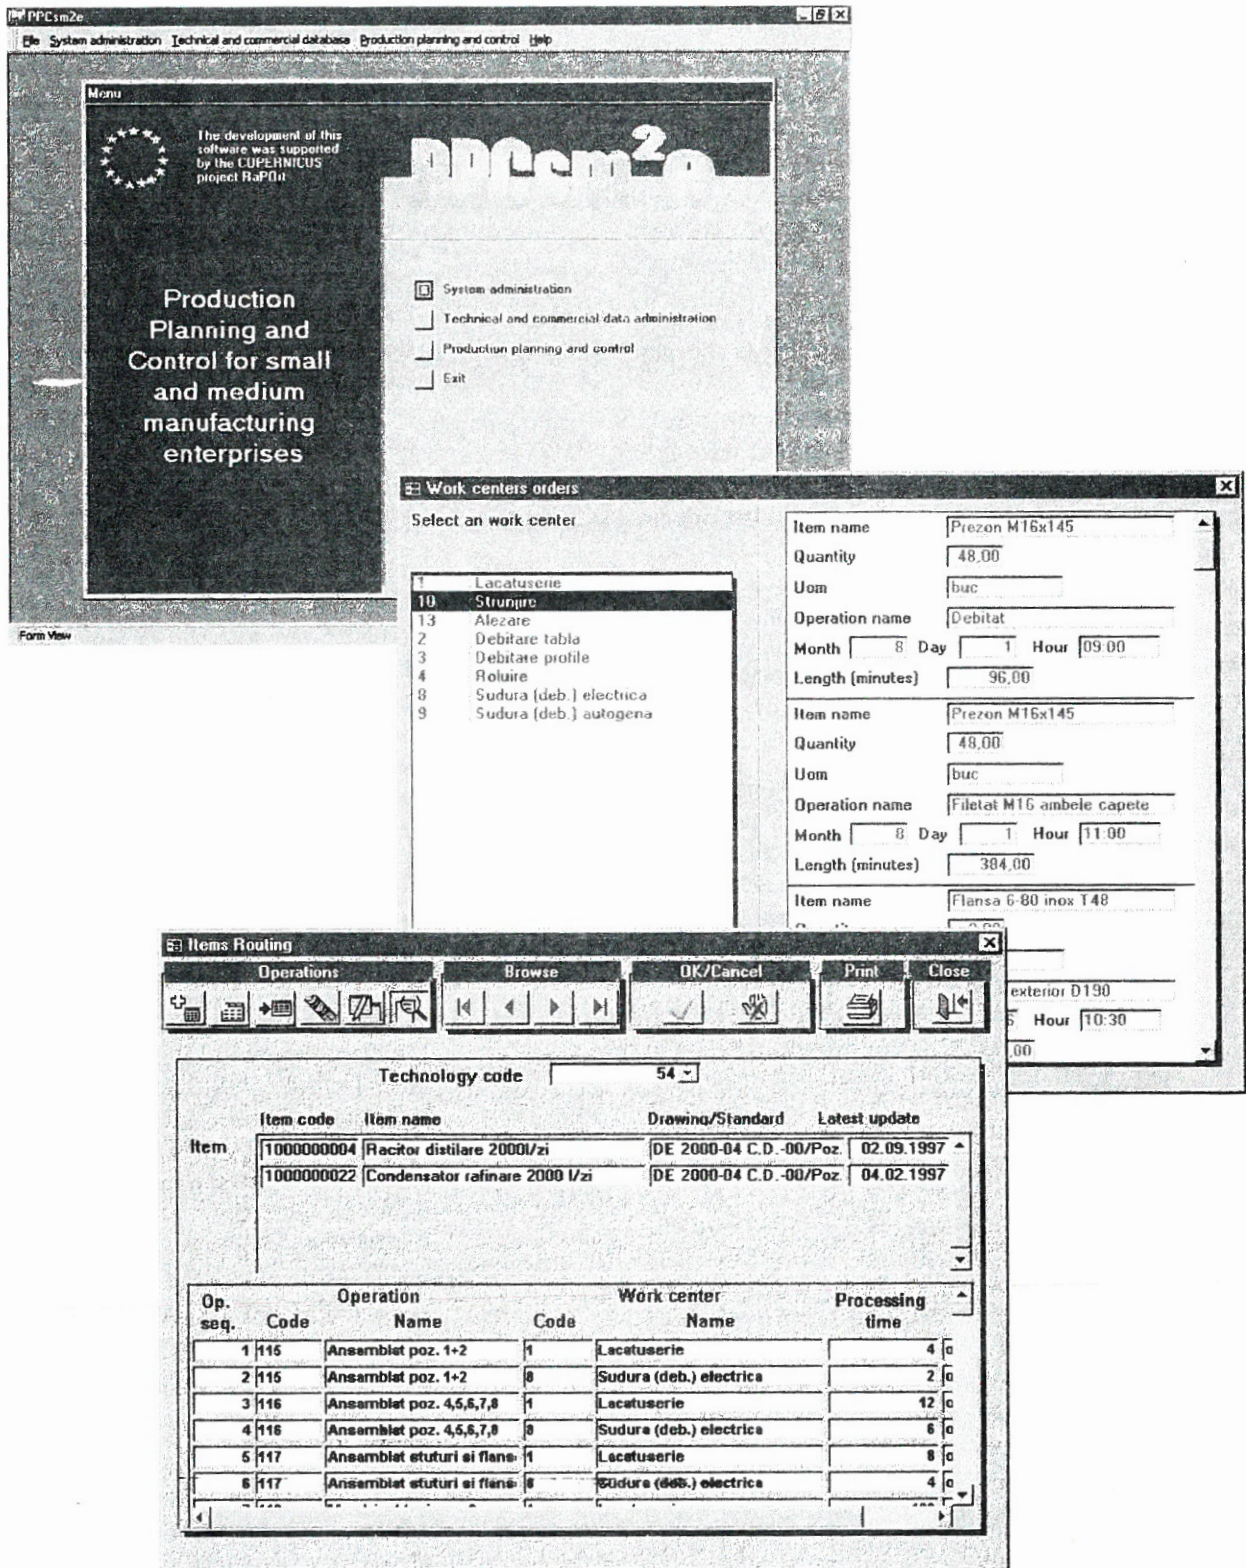 PPCsm2e
File System administration Technical and commercial database Production planning and control Help
Menu
The development of this
software was supported
by the COPERNICUS
project RaPOrt
PPCsm²e
Production
Planning and
Control for small
and medium
manufacturing
enterprises
System administration
Technical and commercial data administration
Production planning and control
Exit
Form View
Work centers orders
Select an work center
1 Lacatuserie
10 Strunjire
13 Alezare
2 Debitare tabla
3 Debitare profile
4 Roluire
8 Sudura (deb.) electrica
9 Sudura (deb.) autogena
Item name Prezon M16x145
Quantity 48,00
Uom buc
Operation name Debitat
Month 8 Day 1 Hour 09:00
Length (minutes) 96,00
Item name Prezon M16x145
Quantity 48,00
Uom buc
Operation name Filetat M16 ambele capete
Month 8 Day 1 Hour 11:00
Length (minutes) 384,00
Item name Flansa 6-80 inox T48
exterior D190
Hour 10:30
,00
Items Routing
Operations Browse OK/Cancel Print Close
Technology code 54
Item code Item name Drawing/Standard Latest update
Item 1000000004 Racitor distilare 2000l/zi DE 2000-04 C.D.-00/Poz. 02.09.1997
1000000022 Condensator rafinare 2000 l/zi DE 2000-04 C.D.-00/Poz. 04.02.1997
Op. Operation Work center Processing
seq. Code Name Code Name time
1 115 Ansamblat poz. 1+2 1 Lacatuserie 4
2 115 Ansamblat poz. 1+2 8 Sudura (deb.) electrica 2
3 116 Ansamblat poz. 4,5,6,7,8 1 Lacatuserie 12
4 116 Ansamblat poz. 4,5,6,7,8 8 Sudura (deb.) electrica 6
5 117 Ansamblat stuturi si flans 1 Lacatuserie 8
6 117 Ansamblat stuturi si flans 8 Sudura (deb.) electrica 4